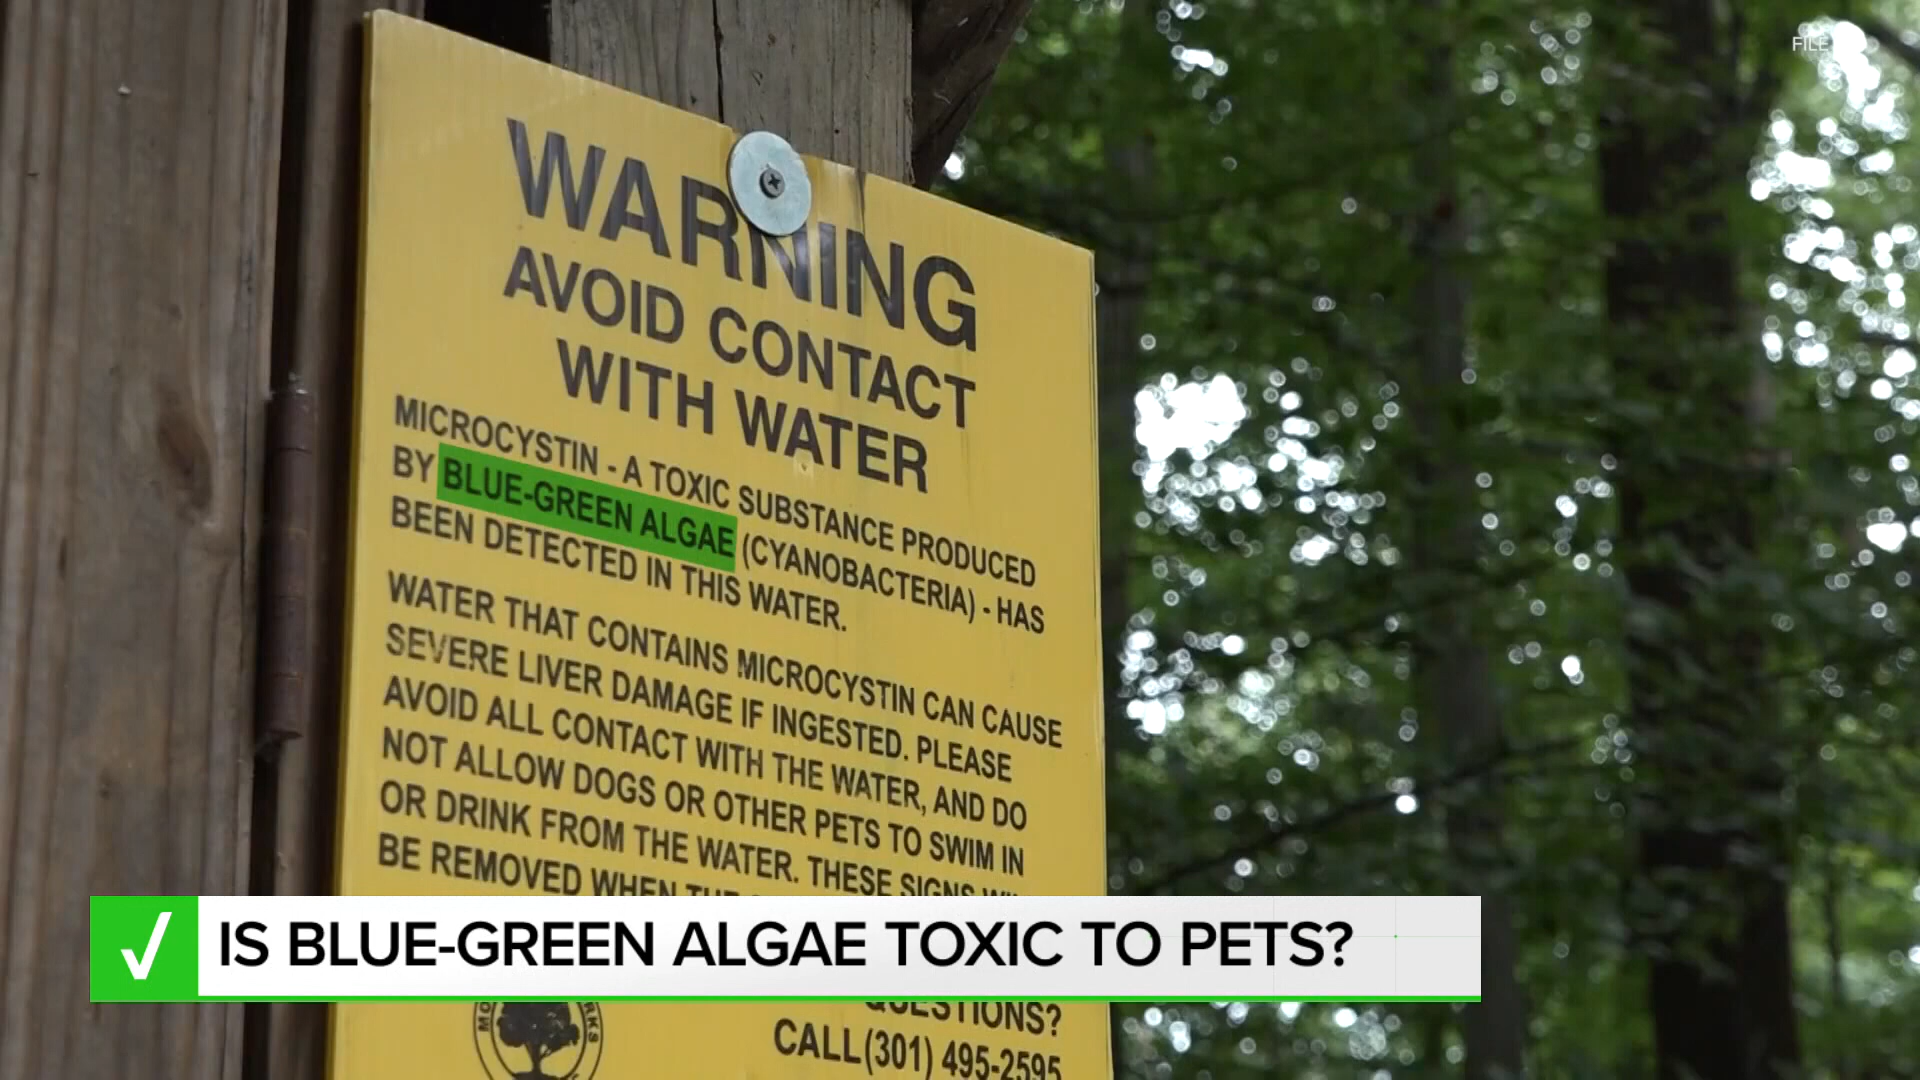 FILE
WARNING
AVOID CONTACT
WITH WATER
MICROCYSTIN - A TOXIC SUBSTANCE PRODUCED
BY BLUE-GREEN ALGAE (CYANOBACTERIA) - HAS
BEEN DETECTED IN THIS WATER.
WATER THAT CONTAINS MICROCYSTIN CAN CAUSE
SEVERE LIVER DAMAGE IF INGESTED. PLEASE
AVOID ALL CONTACT WITH THE WATER, AND DO
NOT ALLOW DOGS OR OTHER PETS TO SWIM IN
OR DRINK FROM THE WATER. THESE SIGNS
BE REMOVED WHEN THE
IS BLUE-GREEN ALGAE TOXIC TO PETS?
QUESTIONS?
CALL (301) 495-2595